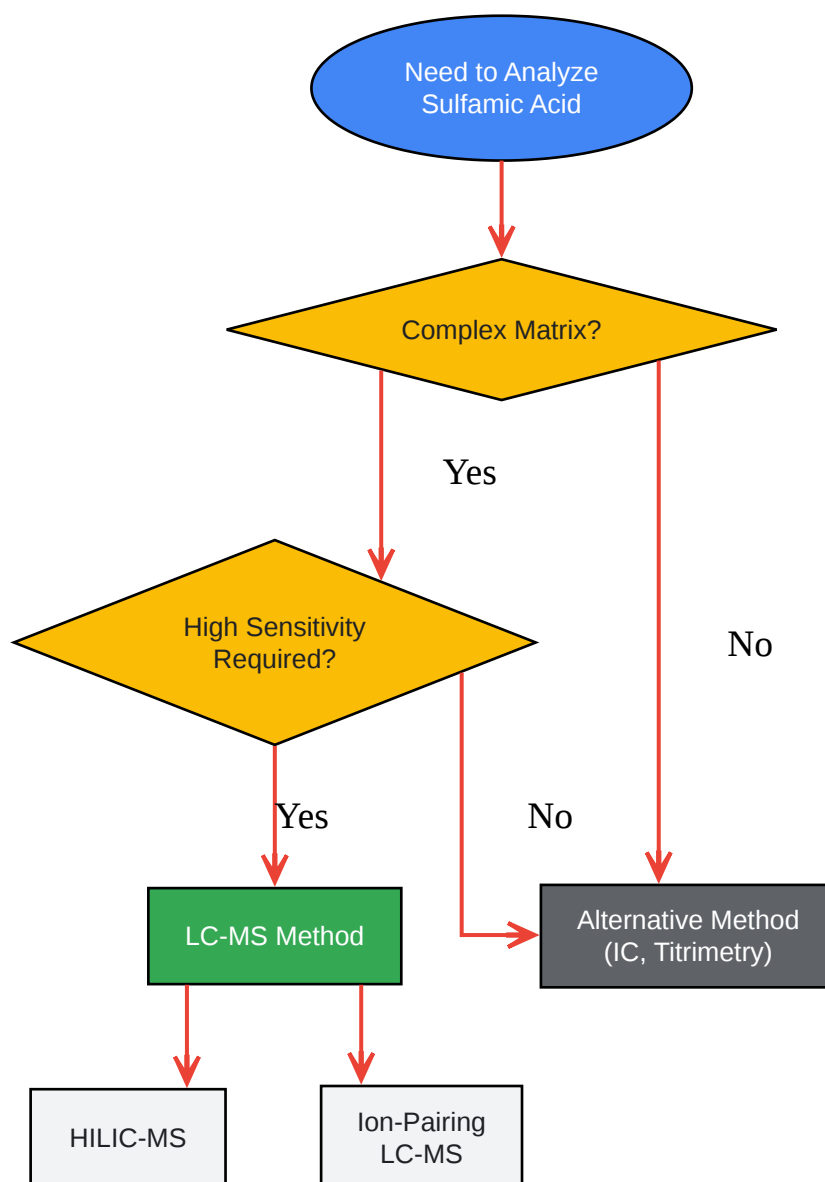 Need to Analyze
Sulfamic Acid
Complex Matrix?
Yes
High Sensitivity
Required?
No
Yes
No
LC-MS Method
Alternative Method
(IC, Titrimetry)
HILIC-MS
Ion-Pairing
LC-MS